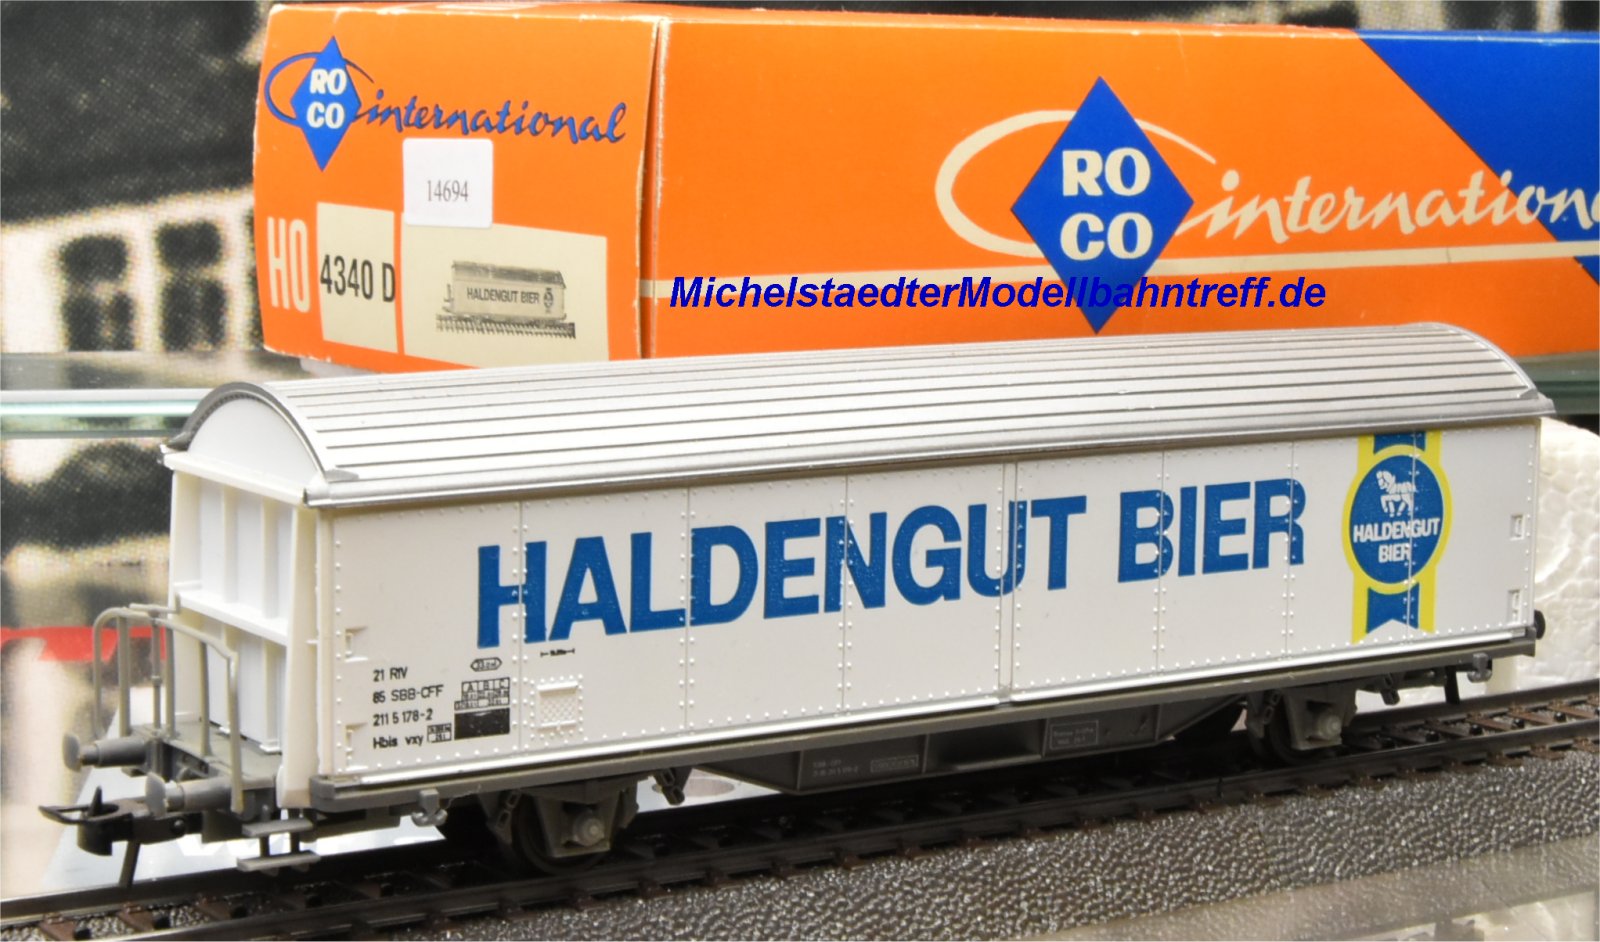 RO
CO
international
14694
HO
4340 D
HALDENGUT BIER
RO
CO
international
MichelstaedterModellbahntreff.de
HALDENGUT BIER
HALDENGUT
BIER
21 RIV
85 SBB-CFF
211 5 178-2
Hbis vxy
A B C